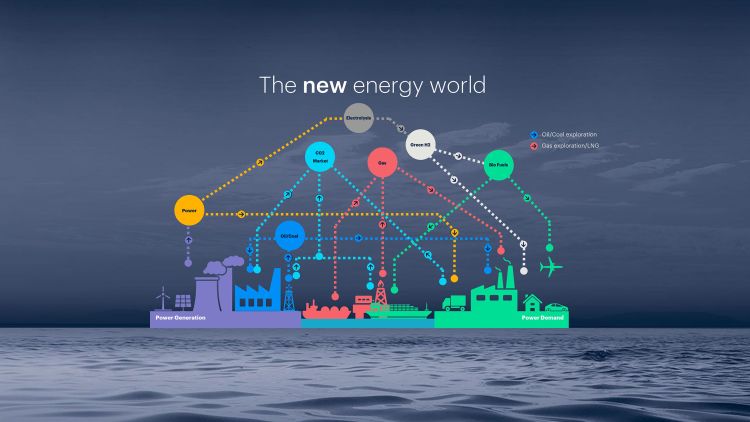 The new energy world
Electrolysis
Green H2
Oil/Coal exploration
Gas exploration/LNG
CO2
Market
Gas
Bio Fuels
Power
Oil/Coal
Power Generation
Power Demand